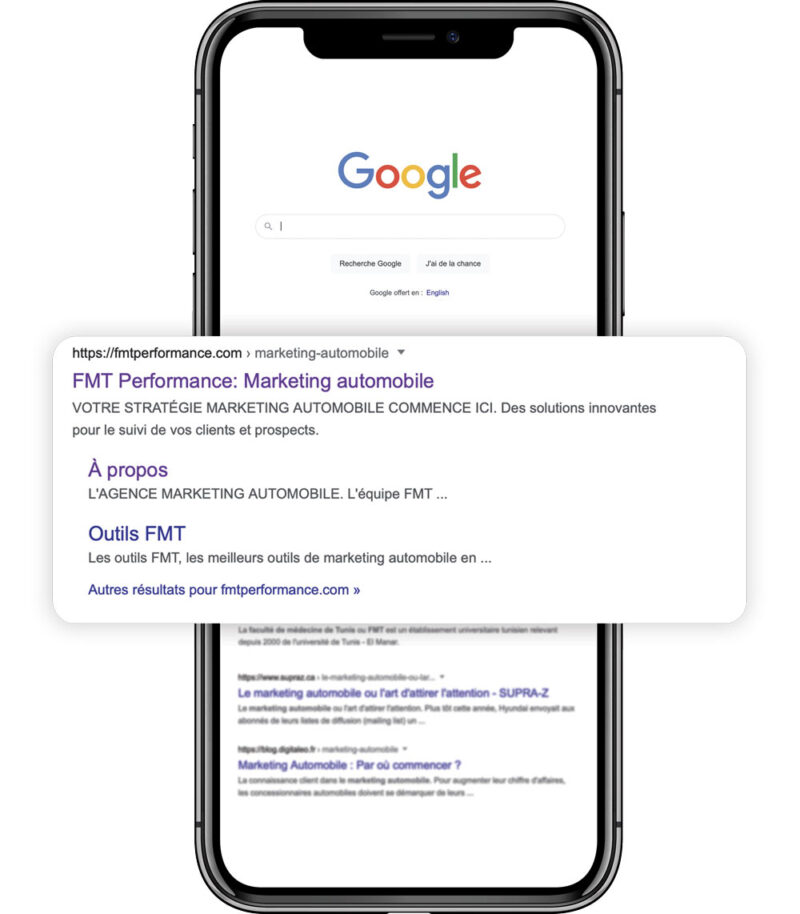 Google
Recherche Google
J'ai de la chance
Google offert en : English
https://fmtperformance.com › marketing-automobile
FMT Performance: Marketing automobile
VOTRE STRATÉGIE MARKETING AUTOMOBILE COMMENCE ICI. Des solutions innovantes
pour le suivi de vos clients et prospects.
À propos
L'AGENCE MARKETING AUTOMOBILE. L'équipe FMT ...
Outils FMT
Les outils FMT, les meilleurs outils de marketing automobile en ...
Autres résultats pour fmtperformance.com »
La faculté de médecine de Tunis ou FMT est un établissement universitaire tunisien relevant
depuis 2000 de l'université de Tunis - El Manar.
https://www.supraz.ca › le-marketing-automobile-ou-lar...
Le marketing automobile ou l'art d'attirer l'attention - SUPRA-Z
Le marketing automobile ou l'art d'attirer l'attention. Plus tôt cette année, Hyundai envoyait aux
abonnés de leurs listes de diffusion (mailing list) un ...
https://blog.digitaleo.fr › marketing-automobile
Marketing Automobile : Par où commencer ?
La connaissance client dans le marketing automobile. Pour augmenter leur chiffre d'affaires,
les concessionnaires automobiles doivent se démarquer de leurs ...